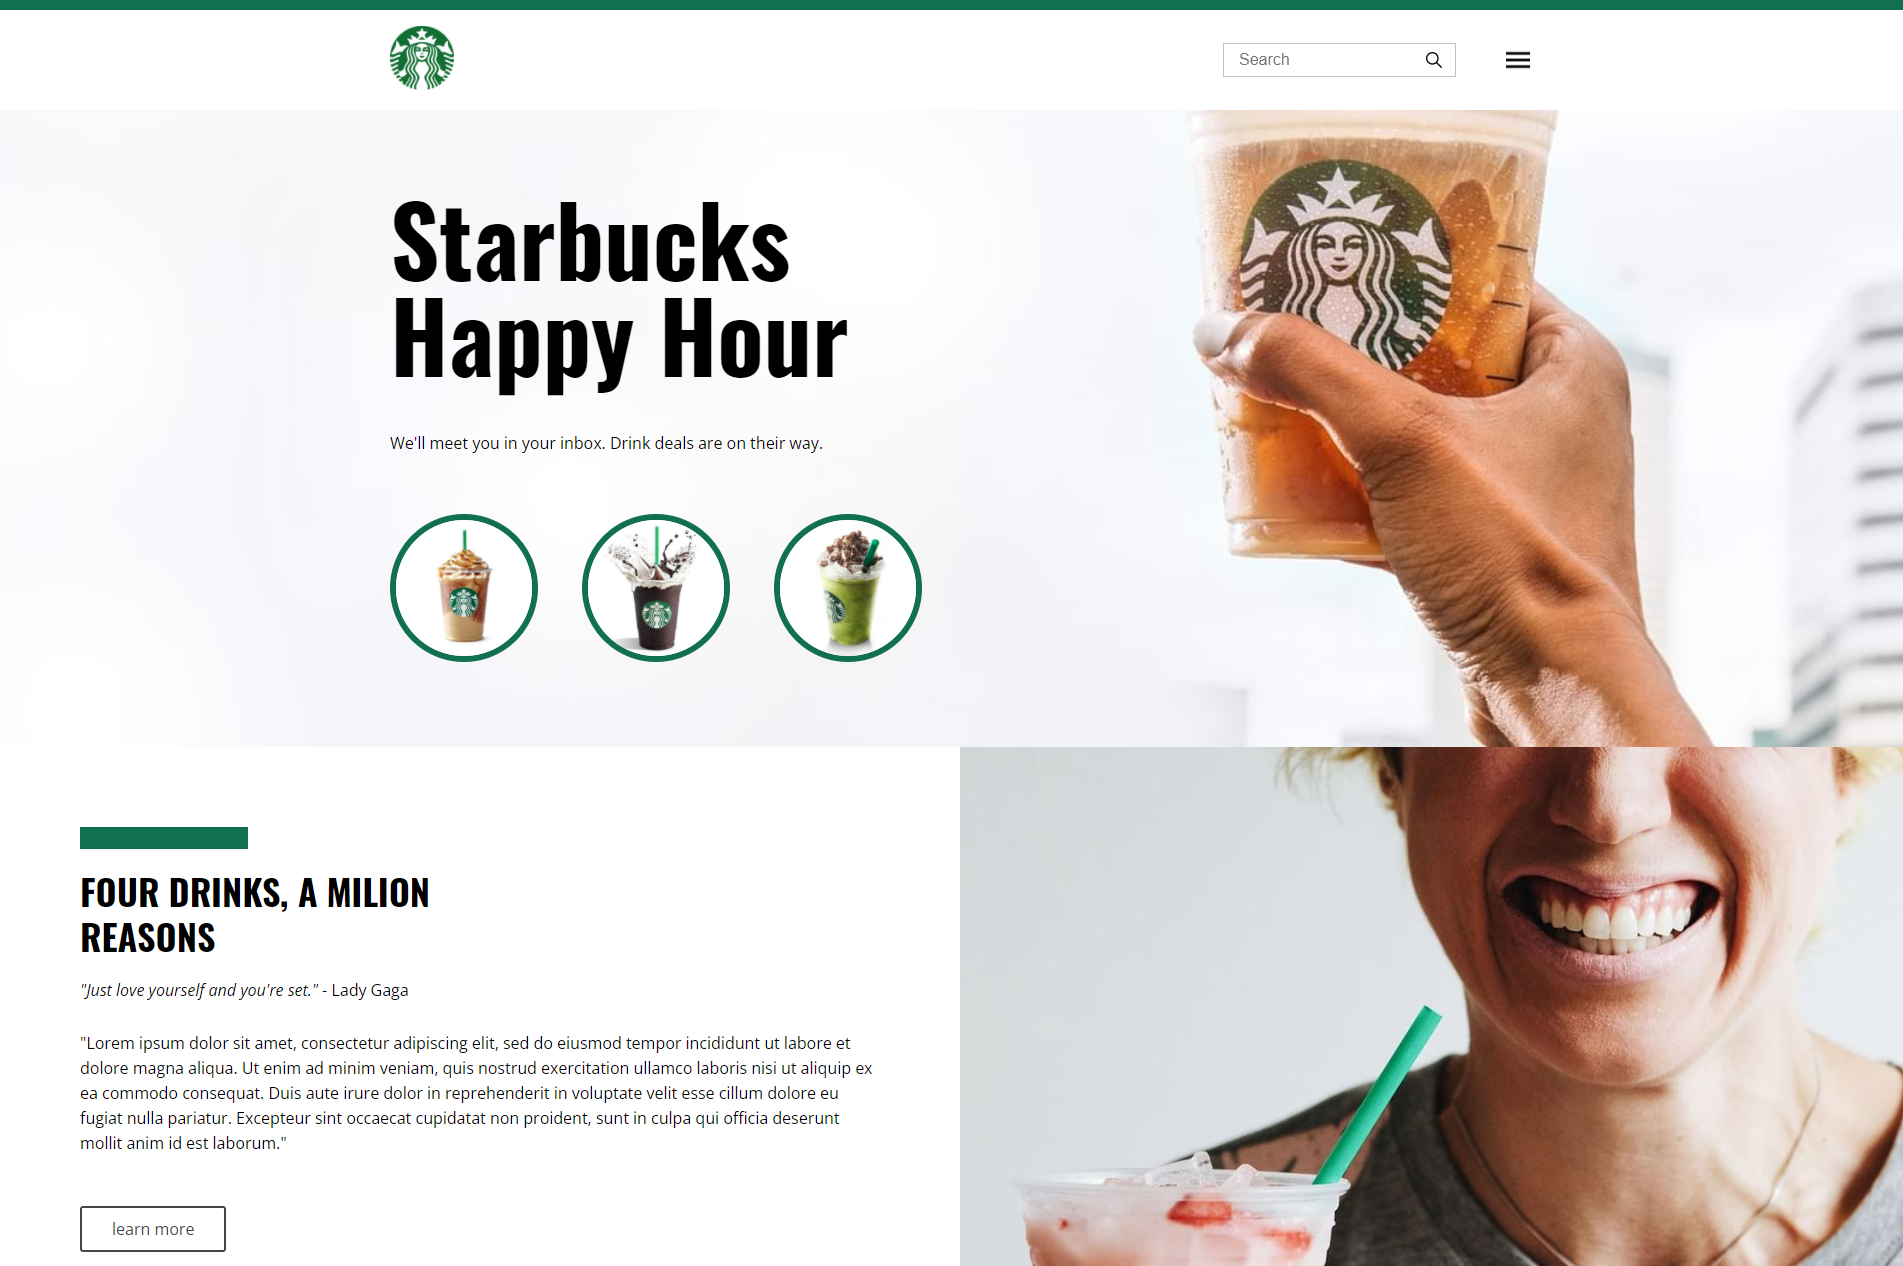 Search
Starbucks
Happy Hour
We'll meet you in your inbox. Drink deals are on their way.
FOUR DRINKS, A MILION
REASONS
"Just love yourself and you're set." - Lady Gaga
"Lorem ipsum dolor sit amet, consectetur adipiscing elit, sed do eiusmod tempor incididunt ut labore et
dolore magna aliqua. Ut enim ad minim veniam, quis nostrud exercitation ullamco laboris nisi ut aliquip ex
ea commodo consequat. Duis aute irure dolor in reprehenderit in voluptate velit esse cillum dolore eu
fugiat nulla pariatur. Excepteur sint occaecat cupidatat non proident, sunt in culpa qui officia deserunt
mollit anim id est laborum."
learn more